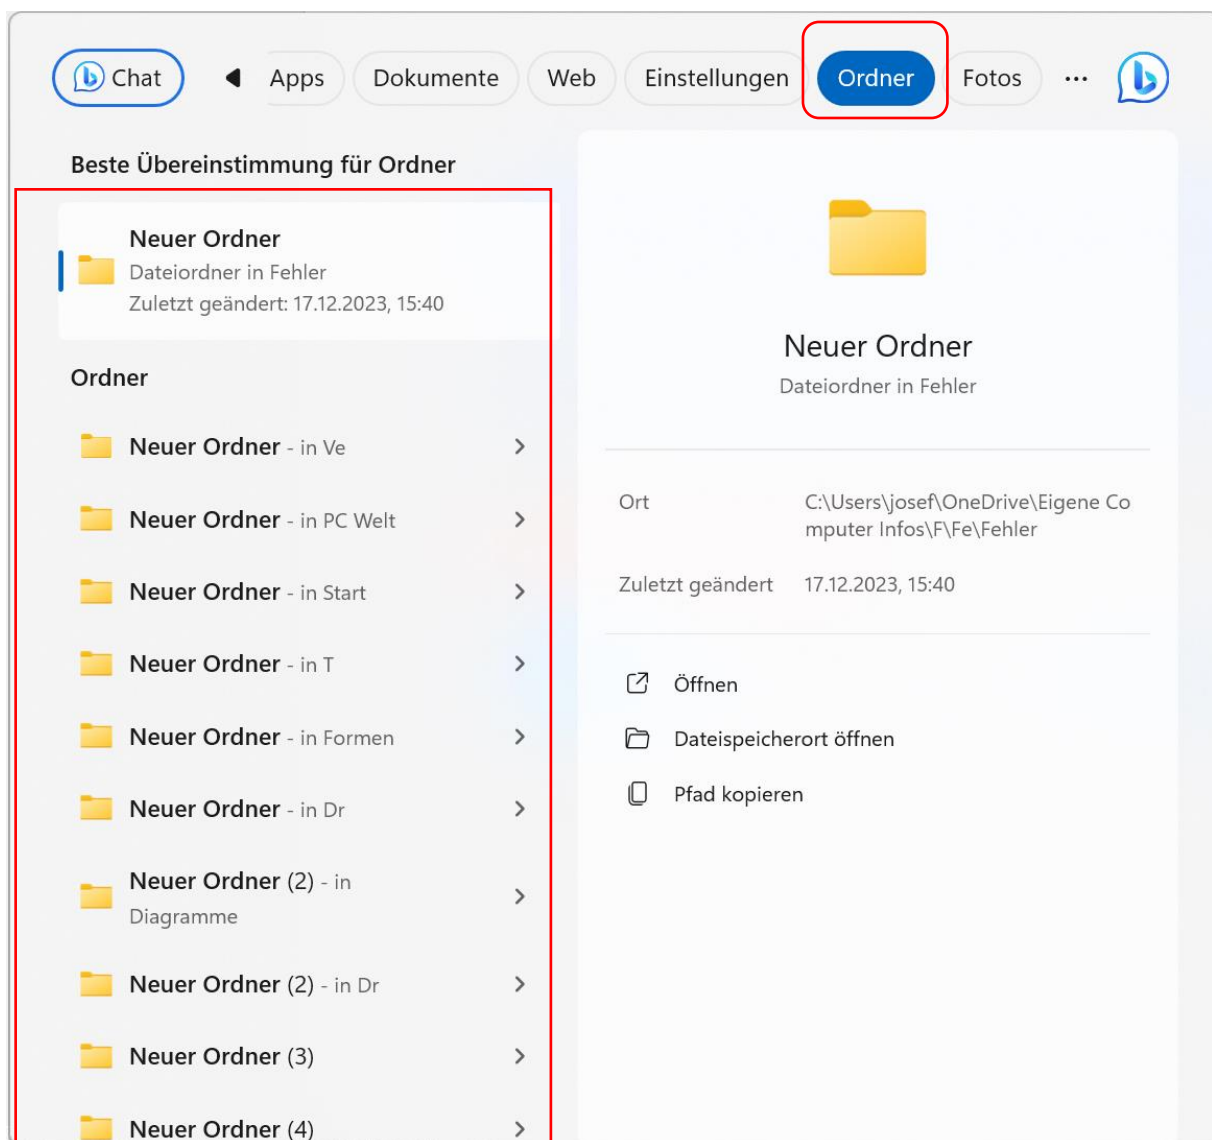 Chat Apps Dokumente Web Einstellungen Ordner Fotos ...
Beste Übereinstimmung für Ordner
Neuer Ordner
Dateiordner in Fehler
Zuletzt geändert: 17.12.2023, 15:40
Ordner
Neuer Ordner - in Ve
Neuer Ordner - in PC Welt
Neuer Ordner - in Start
Neuer Ordner - in T
Neuer Ordner - in Formen
Neuer Ordner - in Dr
Neuer Ordner (2) - in
Diagramme
Neuer Ordner (2) - in Dr
Neuer Ordner (3)
Neuer Ordner (4)
Neuer Ordner
Dateiordner in Fehler
Ort C:\Users\josef\OneDrive\Eigene Co
mputer Infos\F\Fe\Fehler
Zuletzt geändert 17.12.2023, 15:40
Öffnen
Dateispeicherort öffnen
Pfad kopieren